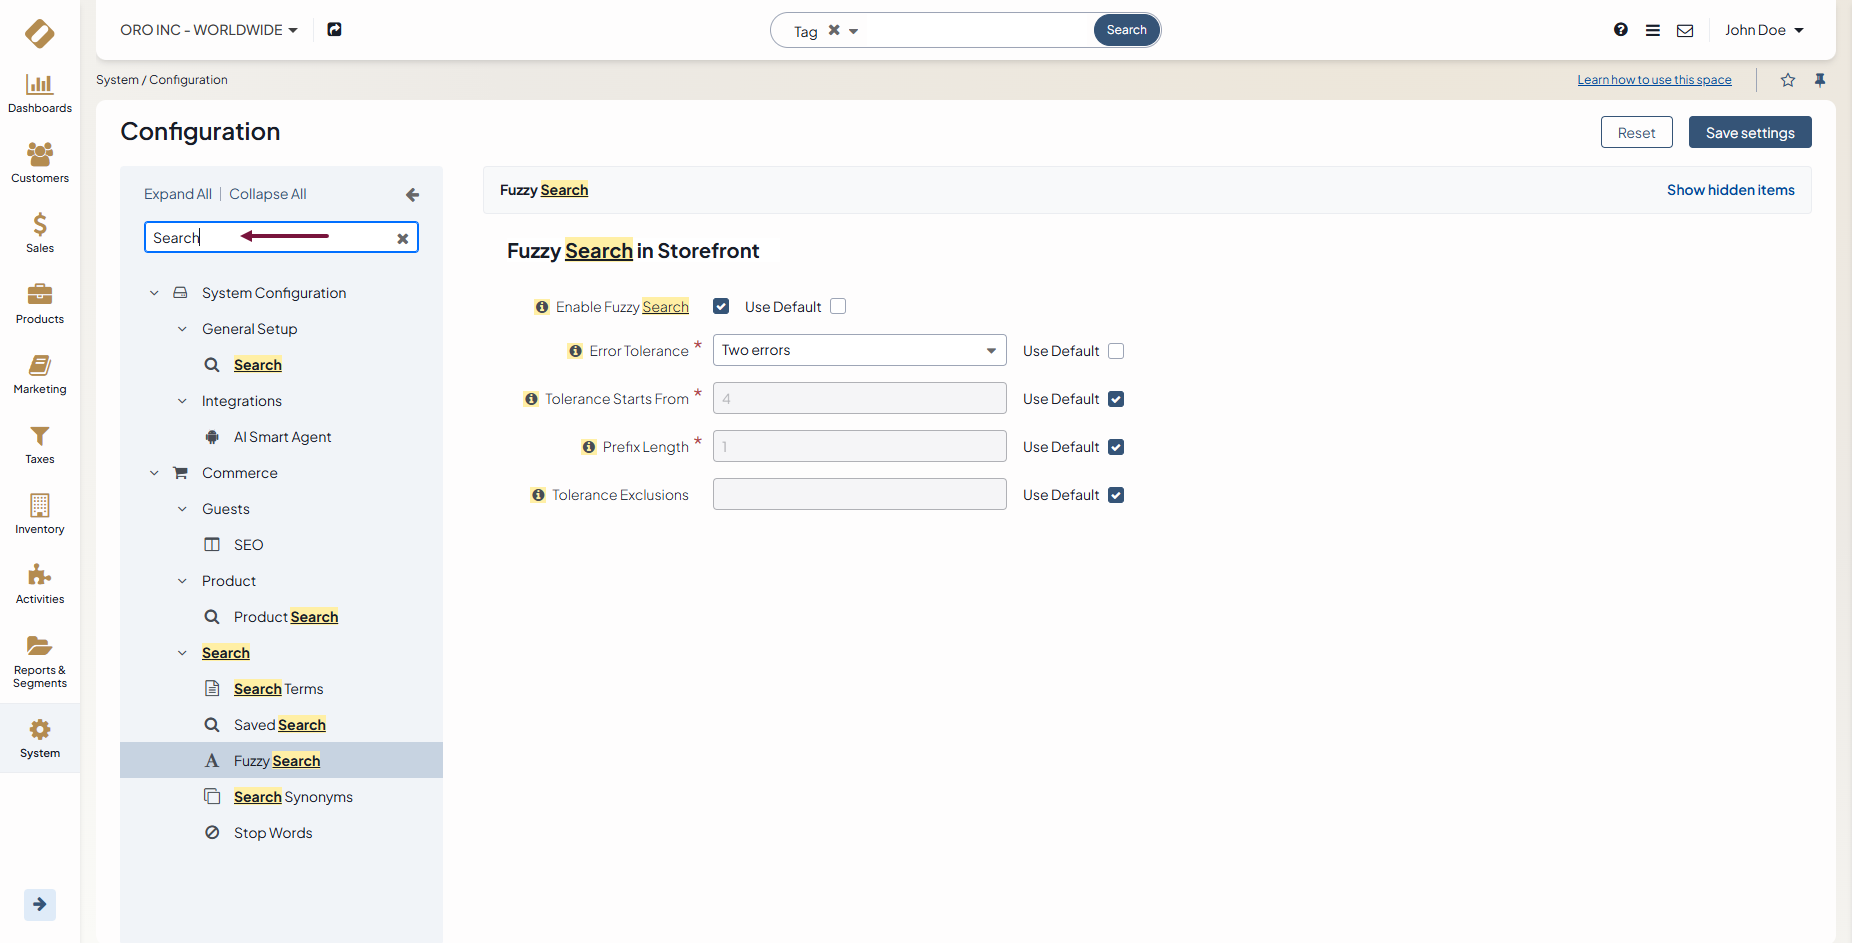 ORO INC - WORLDWIDE
Tag
Search
John Doe
System / Configuration
Learn how to use this space
Dashboards
Customers
Sales
Products
Marketing
Taxes
Inventory
Activities
Reports &
Segments
System
Configuration
Reset
Save settings
Expand All | Collapse All
Search
System Configuration
General Setup
Search
Integrations
AI Smart Agent
Commerce
Guests
SEO
Product
Product Search
Search
Search Terms
Saved Search
Fuzzy Search
Search Synonyms
Stop Words
Fuzzy Search
Show hidden items
Fuzzy Search in Storefront
Enable Fuzzy Search Use Default
Error Tolerance * Two errors Use Default
Tolerance Starts From * 4 Use Default
Prefix Length * 1 Use Default
Tolerance Exclusions Use Default